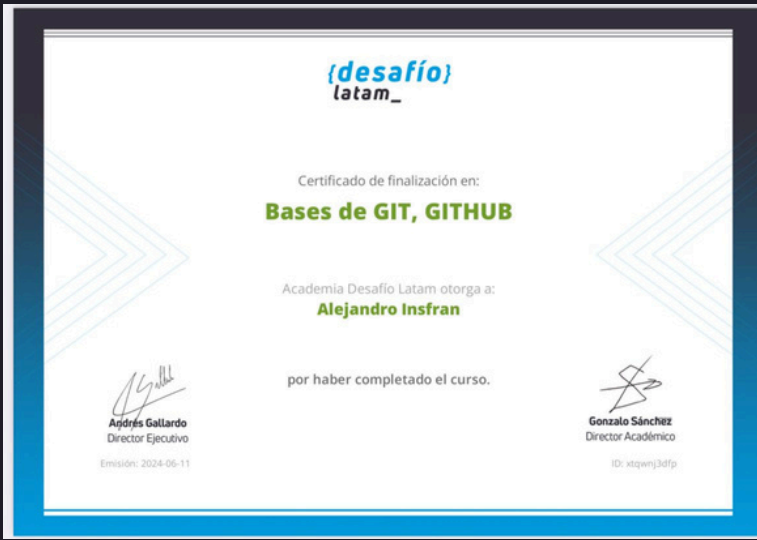 {desafío}
latam_
Certificado de finalización en:
Bases de GIT, GITHUB
Academia Desafío Latam otorga a:
Alejandro Insfran
por haber completado el curso.
Andrés Gallardo
Director Ejecutivo
Emisión: 2024-06-11
Gonzalo Sánchez
Director Académico
ID: xtqwnj3dfp